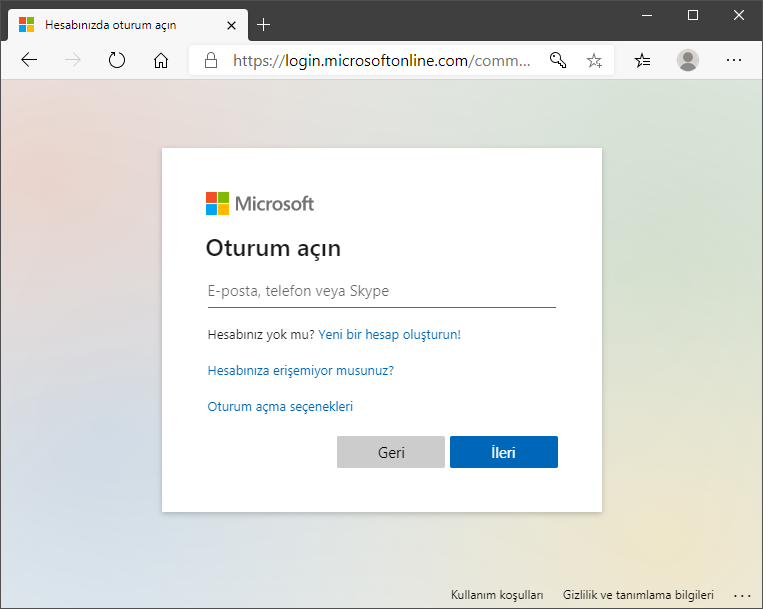 Hesabınızda oturum açın
https://login.microsoftonline.com/comm...
Microsoft
Oturum açın
E-posta, telefon veya Skype
Hesabınız yok mu? Yeni bir hesap oluşturun!
Hesabınıza erişemiyor musunuz?
Oturum açma seçenekleri
Geri İleri
Kullanım koşulları Gizlilik ve tanımlama bilgileri ...